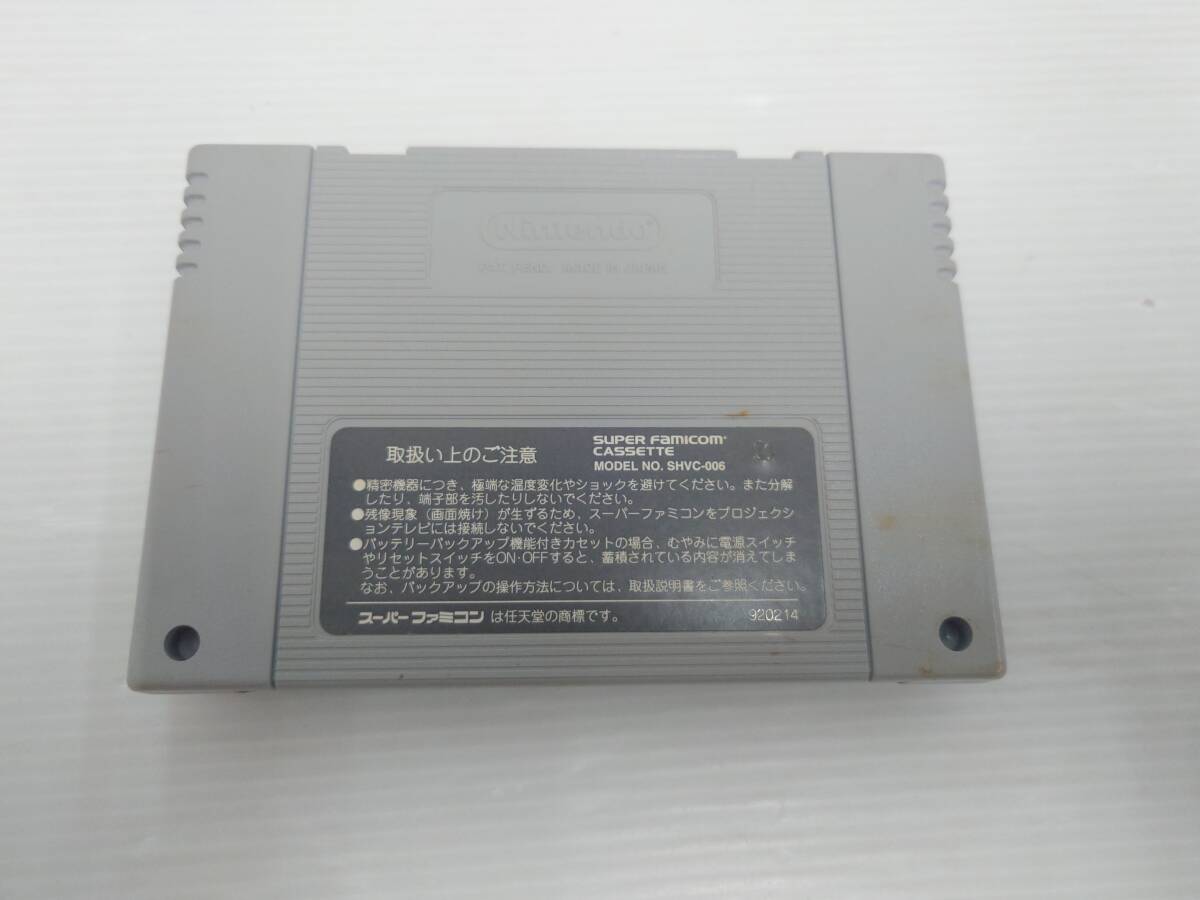 Nintendo
PAT. PEND. MADE IN JAPAN
取扱い上のご注意
SUPER FAMICOM
CASSETTE
MODEL NO. SHVC-006
●精密機器につき、極端な温度変化やショックを避けてください。また分解
したり、端子部を汚したりしないでください。
●残像現象（画面焼け）が生ずるため、スーパーファミコンをプロジェクシ
ョンテレビには接続しないでください。
●バッテリーバックアップ機能付きカセットの場合、むやみに電源スイッチ
やリセットスイッチをON・OFFすると、蓄積されている内容が消えてしま
うことがあります。
なお、バックアップの操作方法については、取扱説明書をご参照ください。
スーパーファミコン は任天堂の商標です。
920214